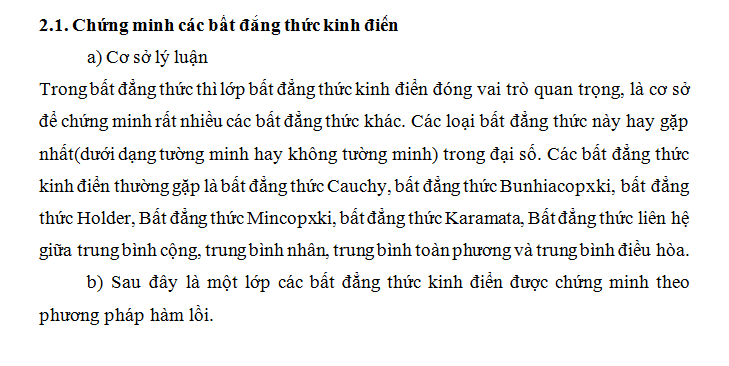 2.1. Chứng minh các bất đẳng thức kinh điển
a) Cơ sở lý luận
Trong bất đẳng thức thì lớp bất đẳng thức kinh điển đóng vai trò quan trọng, là cơ sở
để chứng minh rất nhiều các bất đẳng thức khác. Các loại bất đẳng thức này hay gặp
nhất(dưới dạng tường minh hay không tường minh) trong đại số. Các bất đẳng thức
kinh điển thường gặp là bất đẳng thức Cauchy, bất đẳng thức Bunhiacopxki, bất đẳng
thức Holder, Bất đẳng thức Mincopxki, bất đẳng thức Karamata, Bất đẳng thức liên hệ
giữa trung bình cộng, trung bình nhân, trung bình toàn phương và trung bình điều hòa.
b) Sau đây là một lớp các bất đẳng thức kinh điển được chứng minh theo
phương pháp hàm lồi.